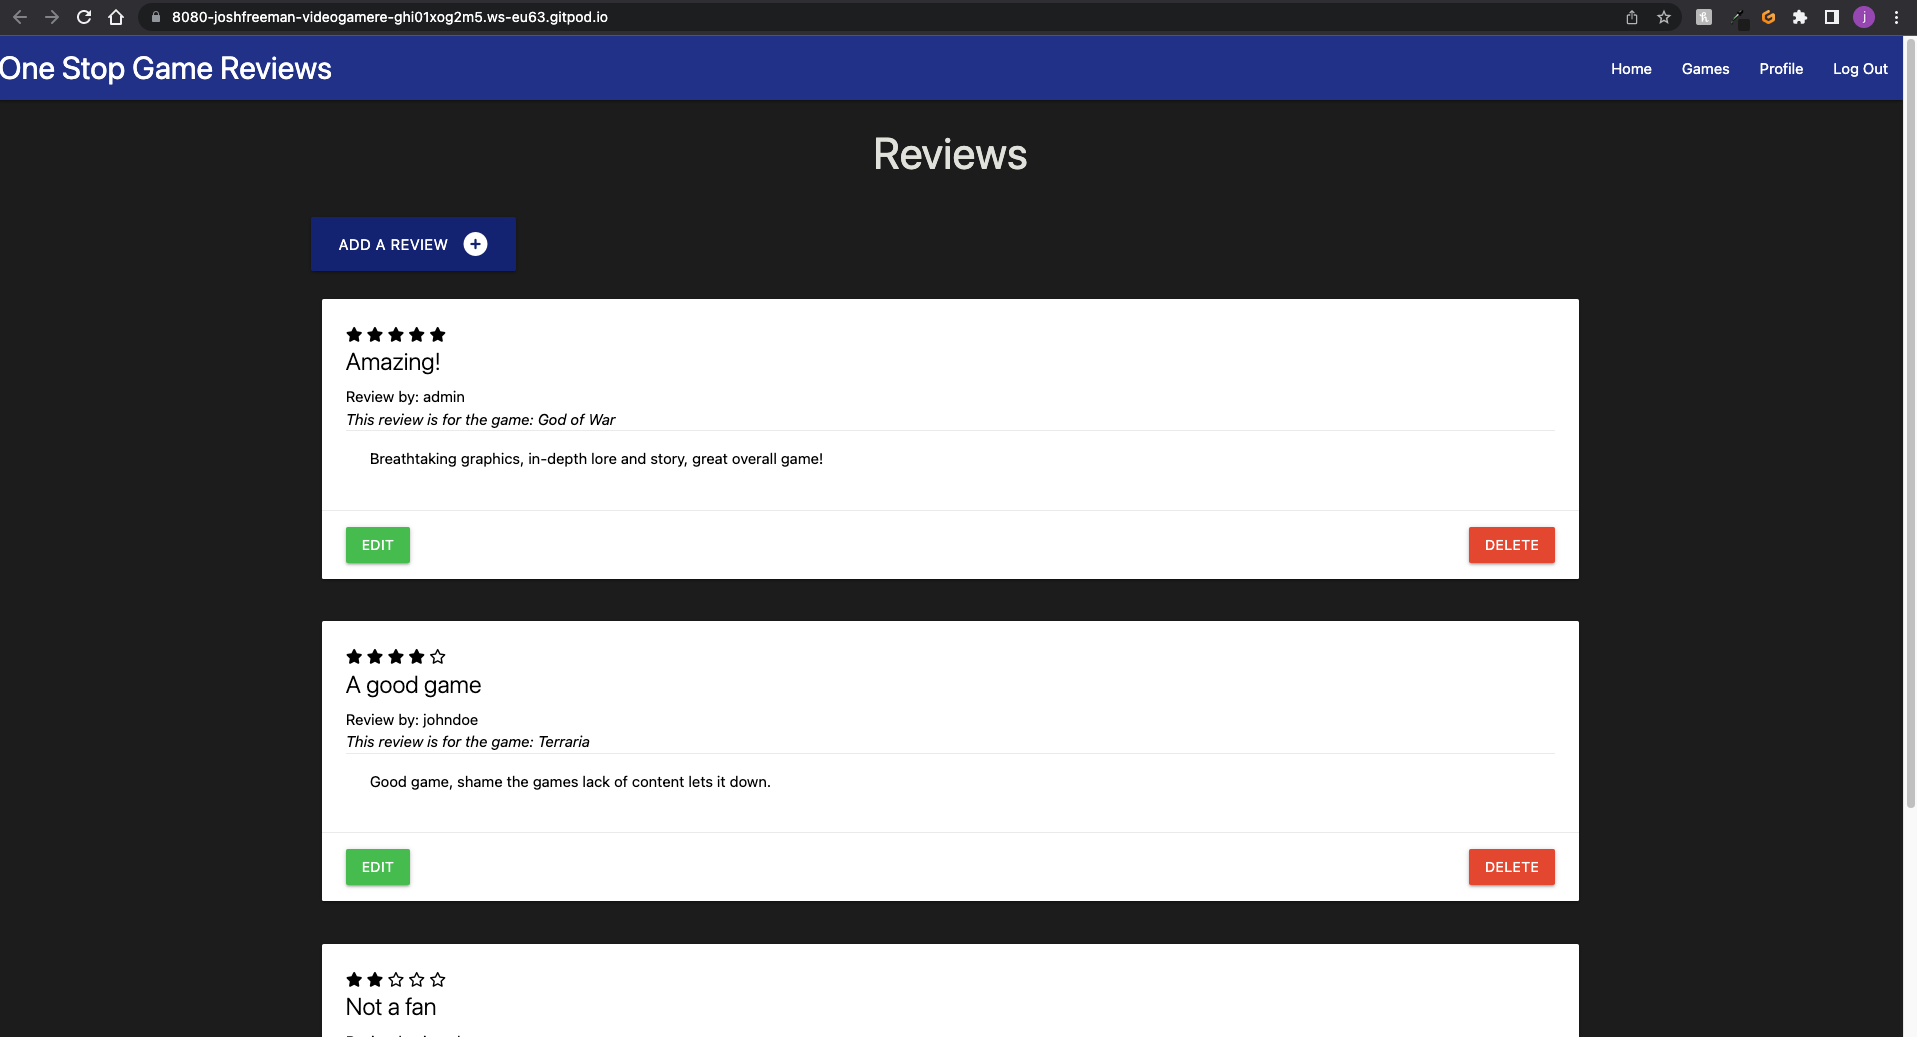 8080-joshfreeman-videogamere-ghi01xog2m5.ws-eu63.gitpod.io
j
One Stop Game Reviews
Home Games Profile Log Out
Reviews
ADD A REVIEW
Amazing!
Review by: admin
This review is for the game: God of War
Breathtaking graphics, in-depth lore and story, great overall game!
EDIT DELETE
A good game
Review by: johndoe
This review is for the game: Terraria
Good game, shame the games lack of content lets it down.
EDIT DELETE
Not a fan